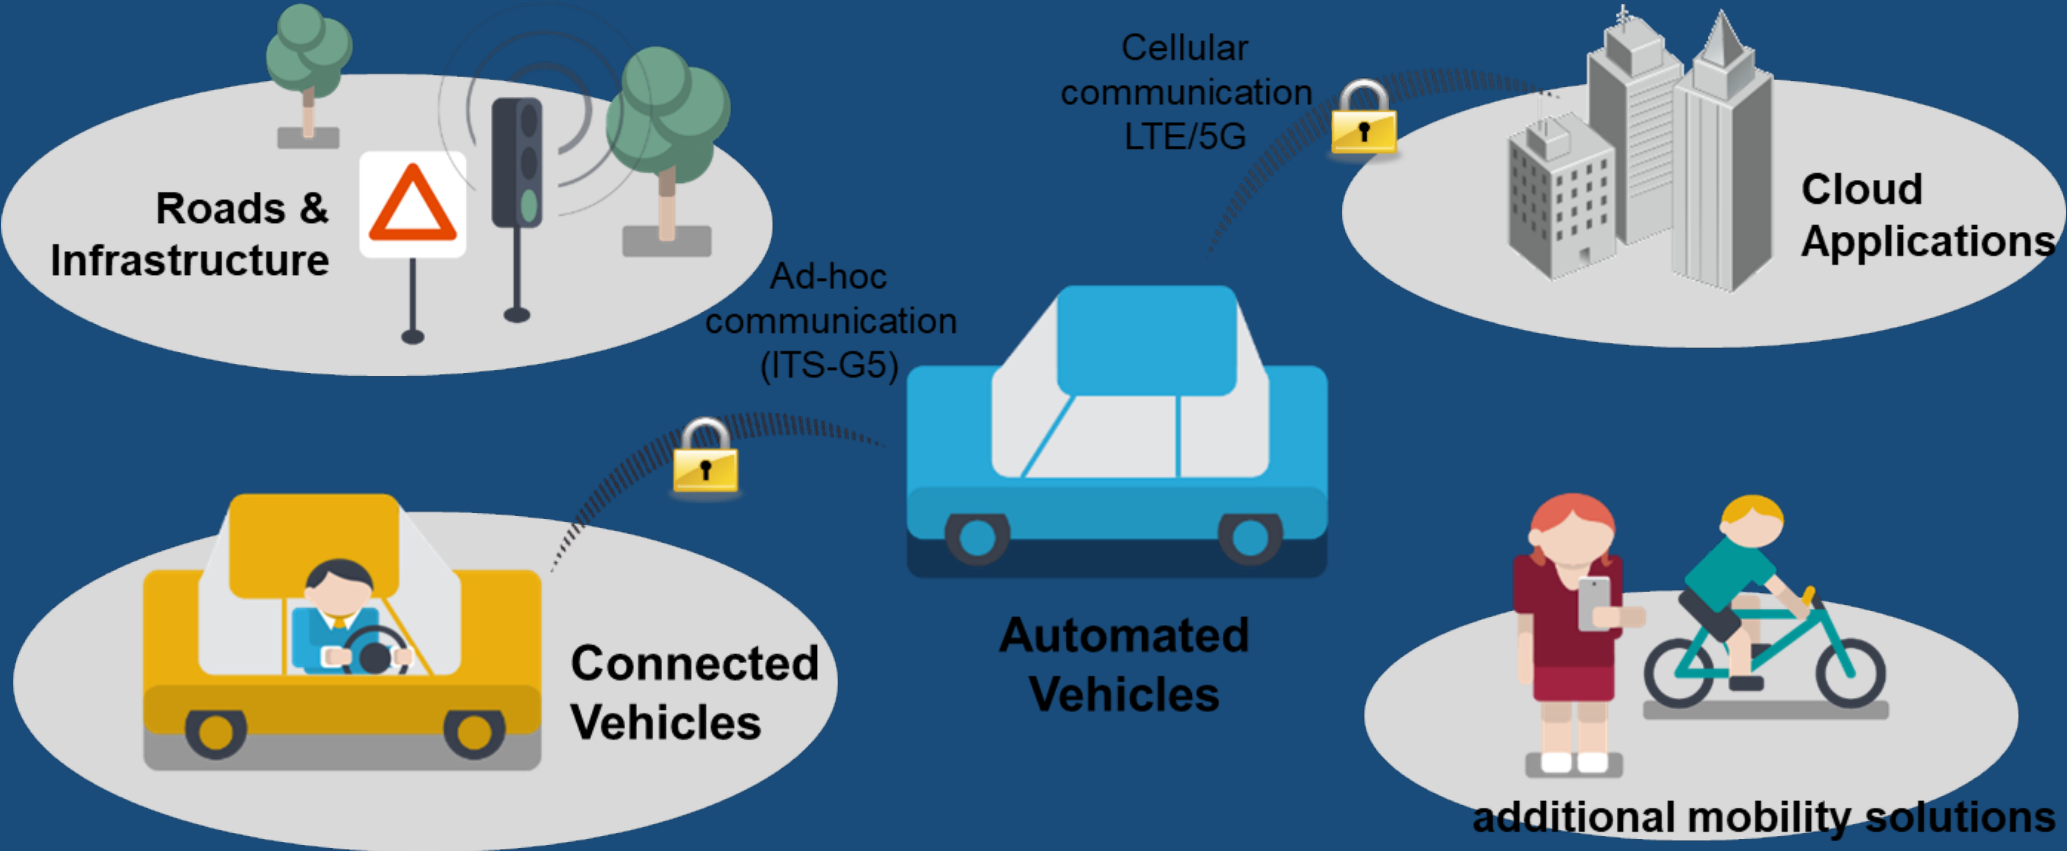 Cellular
communication
LTE/5G
Roads &
Infrastructure
Cloud
Applications
Ad-hoc
communication
(ITS-G5)
Automated
Vehicles
Connected
Vehicles
additional mobility solutions